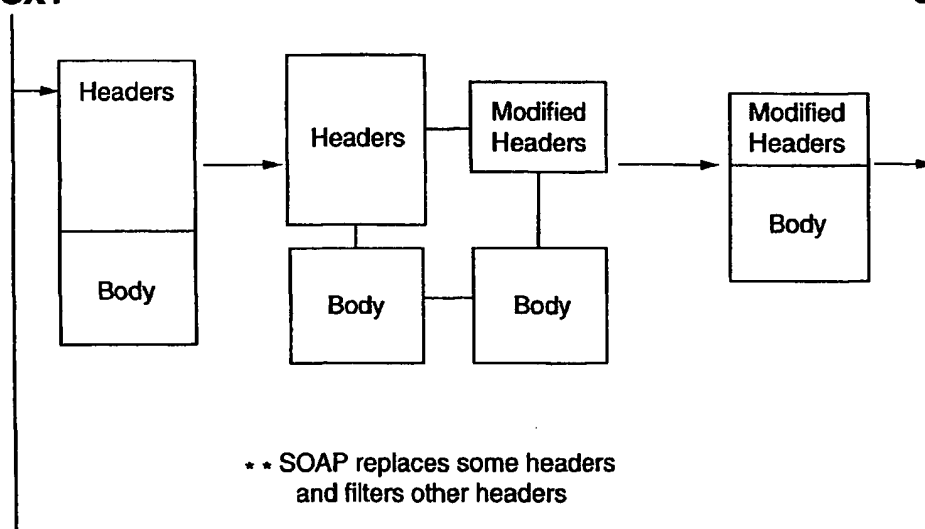 Headers
Body
Headers
Body
Modified
Headers
Body
Modified
Headers
Body
** SOAP replaces some headers
and filters other headers